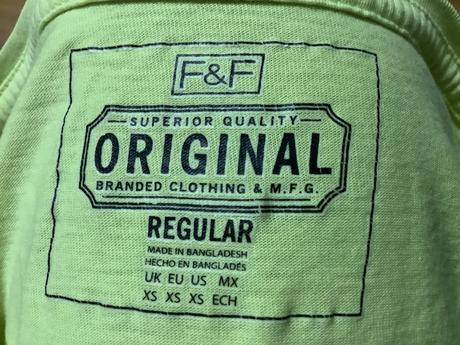 F&F
SUPERIOR QUALITY
ORIGINAL
BRANDED CLOTHING & M.F.G.
REGULAR
MADE IN BANGLADESH
HECHO EN BANGLADÉS
UK EU US MX
XS XS XS ECH